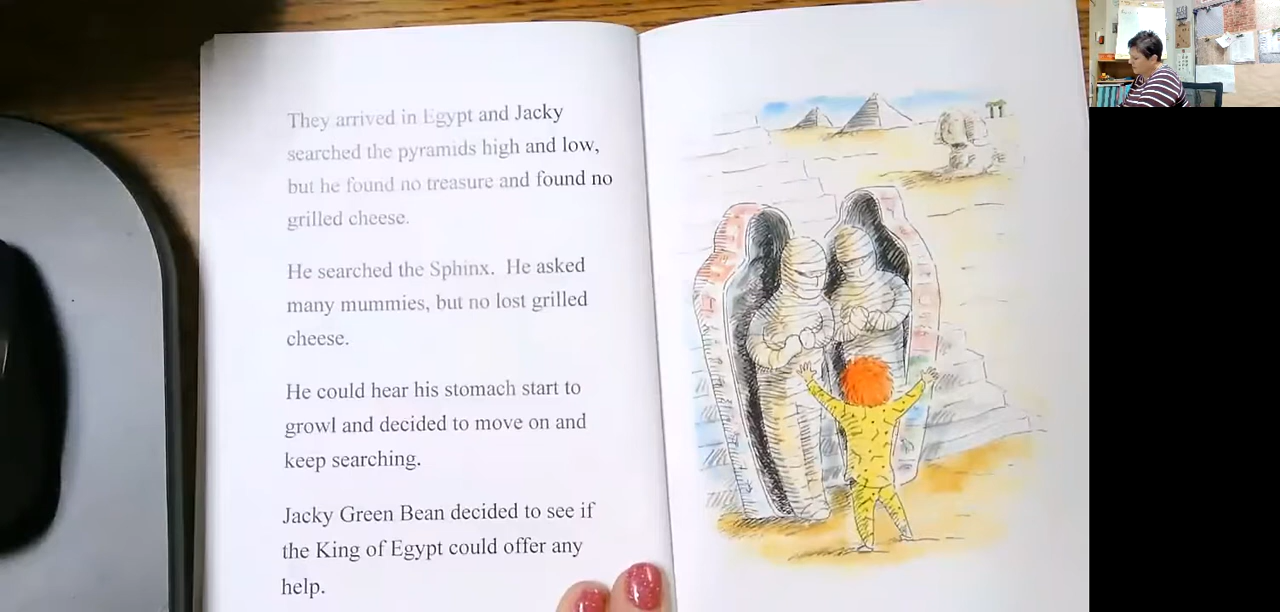 They arrived in Egypt and Jacky
searched the pyramids high and low,
but he found no treasure and found no
grilled cheese.
He searched the Sphinx.  He asked
many mummies, but no lost grilled
cheese.
He could hear his stomach start to
growl and decided to move on and
keep searching.
Jacky Green Bean decided to see if
the King of Egypt could offer any
help.